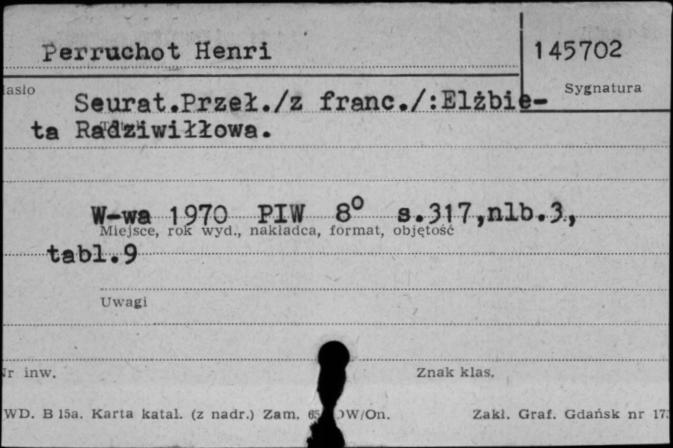 Perruchot Henri
145702
Sygnatura
Seurat.Przeł./z franc./:Elżbie-
ta Radziwiłłowa.
W-wa 1970 PIW 8° s.317,nlb.3,
Miejsce, rok wyd., nakładca, format, objętość
tabl.9
Uwagi
inw.
Znak klas.
WD. B 15a. Karta katal. (z nadr.) Zam. W/On.
Zakł. Graf. Gdańsk nr